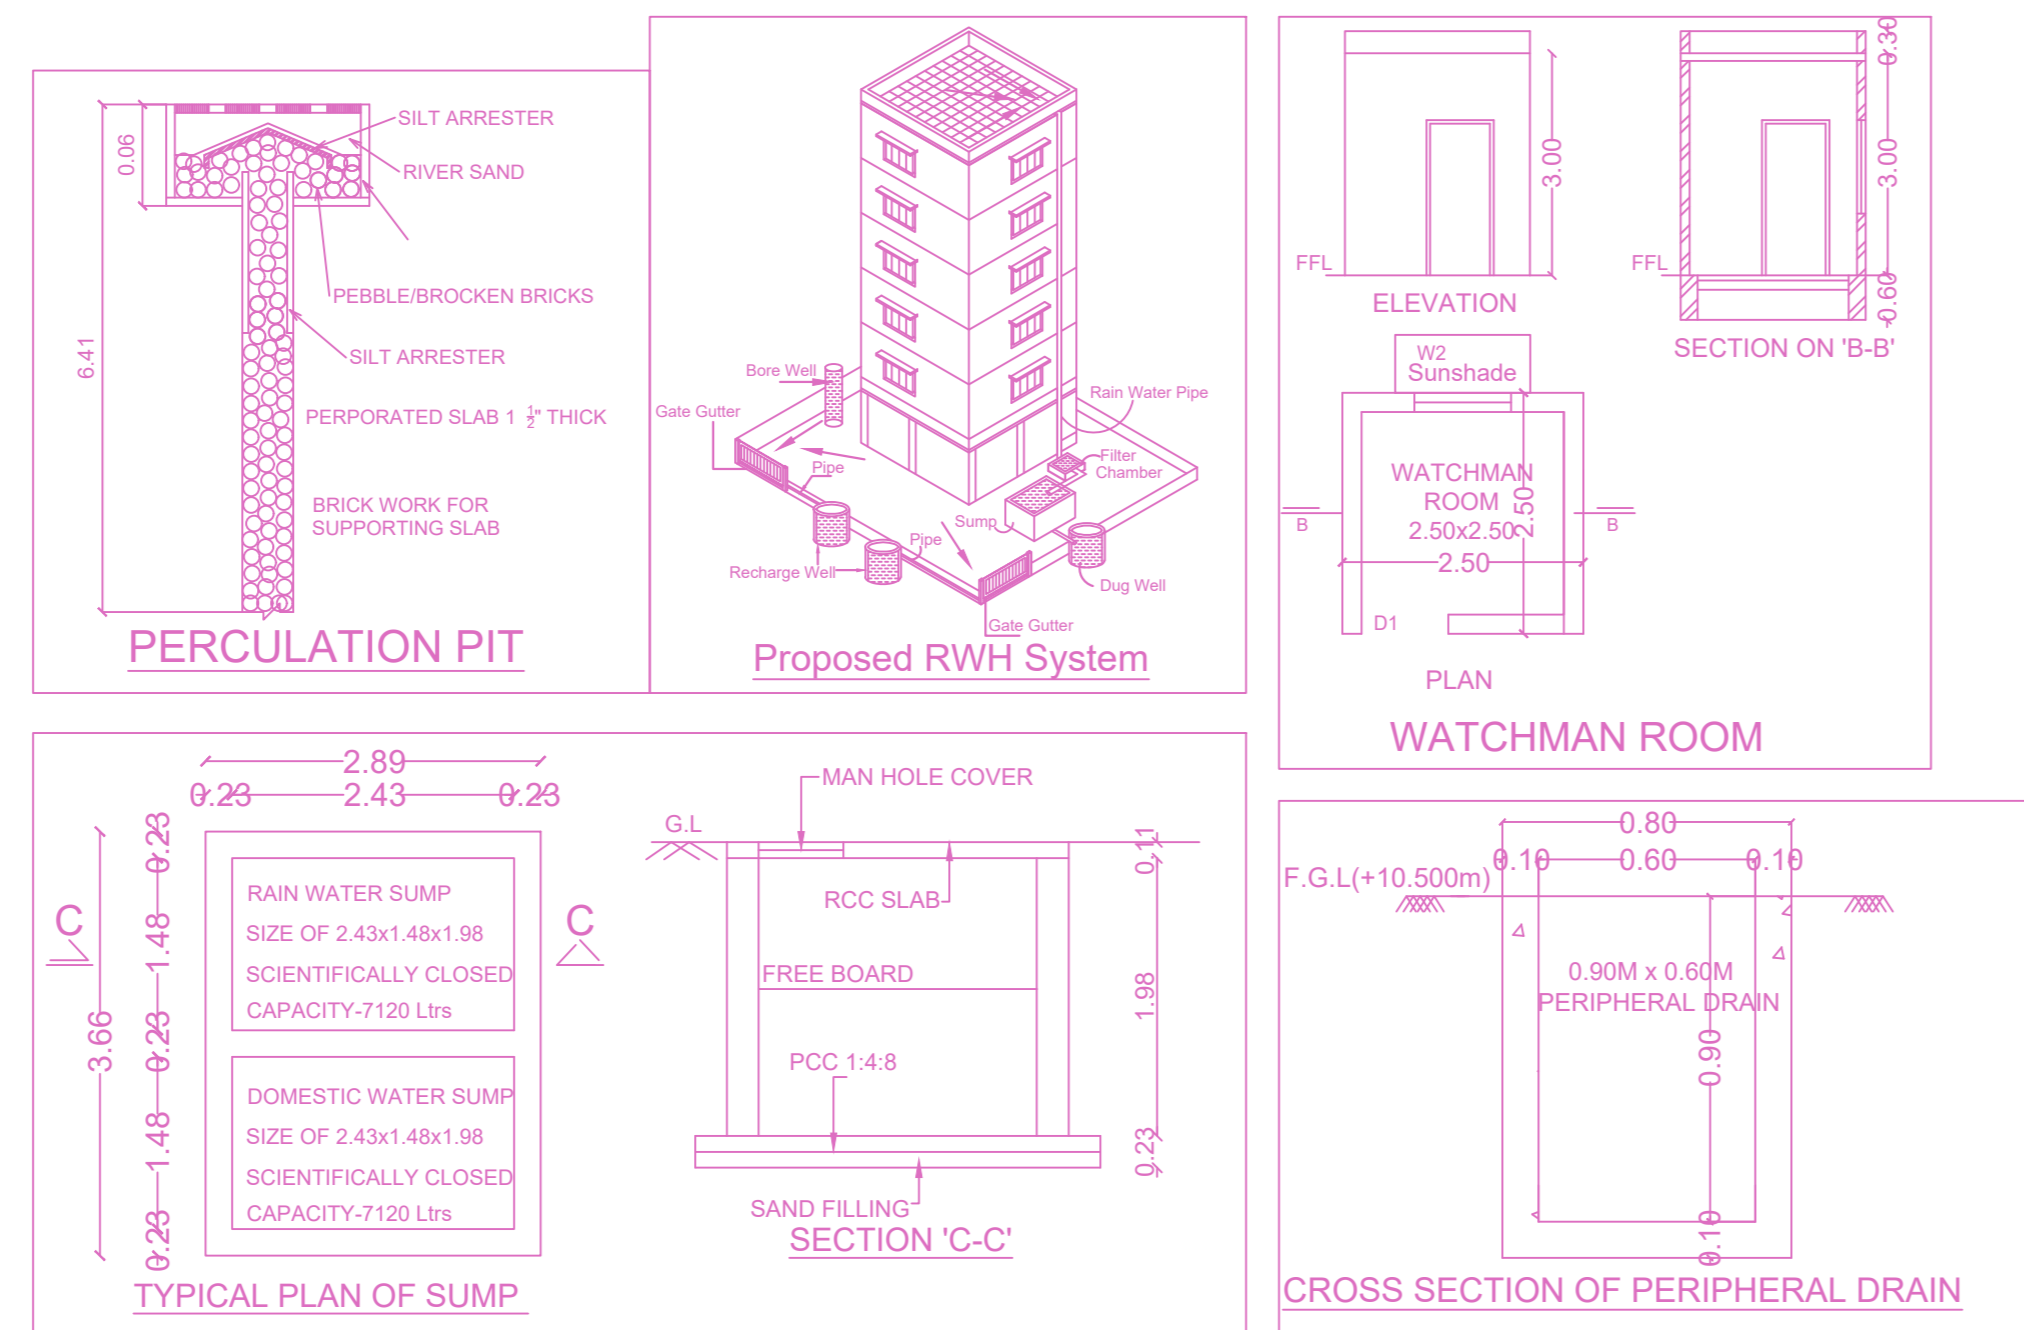 SILT ARRESTER
RIVER SAND
0.06
PEBBLE/BROCKEN BRICKS
SILT ARRESTER
6.41
PERPORATED SLAB 1 1/2" THICK
BRICK WORK FOR
SUPPORTING SLAB
PERCULATION PIT
Bore Well
Gate Gutter
Pipe
Rain Water Pipe
Filter
Chamber
Sump
Pipe
Recharge Well
Dug Well
Gate Gutter
Proposed RWH System
3.00
FFL
ELEVATION
0.30
3.00
FFL
0.60
SECTION ON 'B-B'
W2
Sunshade
WATCHMAN
ROOM
2.50x2.50
2.50
2.50
B
B
D1
PLAN
WATCHMAN ROOM
2.89
0.23 2.43 0.23
0.23
1.48
0.23
1.48
0.23
3.66
C
C
RAIN WATER SUMP
SIZE OF 2.43x1.48x1.98
SCIENTIFICALLY CLOSED
CAPACITY-7120 Ltrs
DOMESTIC WATER SUMP
SIZE OF 2.43x1.48x1.98
SCIENTIFICALLY CLOSED
CAPACITY-7120 Ltrs
TYPICAL PLAN OF SUMP
MAN HOLE COVER
G.L
0.11
RCC SLAB
FREE BOARD
1.98
PCC 1:4:8
0.23
SAND FILLING
SECTION 'C-C'
0.80
0.10 0.60 0.10
F.G.L(+10.500m)
0.90M x 0.60M
PERIPHERAL DRAIN
0.90
0.10
CROSS SECTION OF PERIPHERAL DRAIN